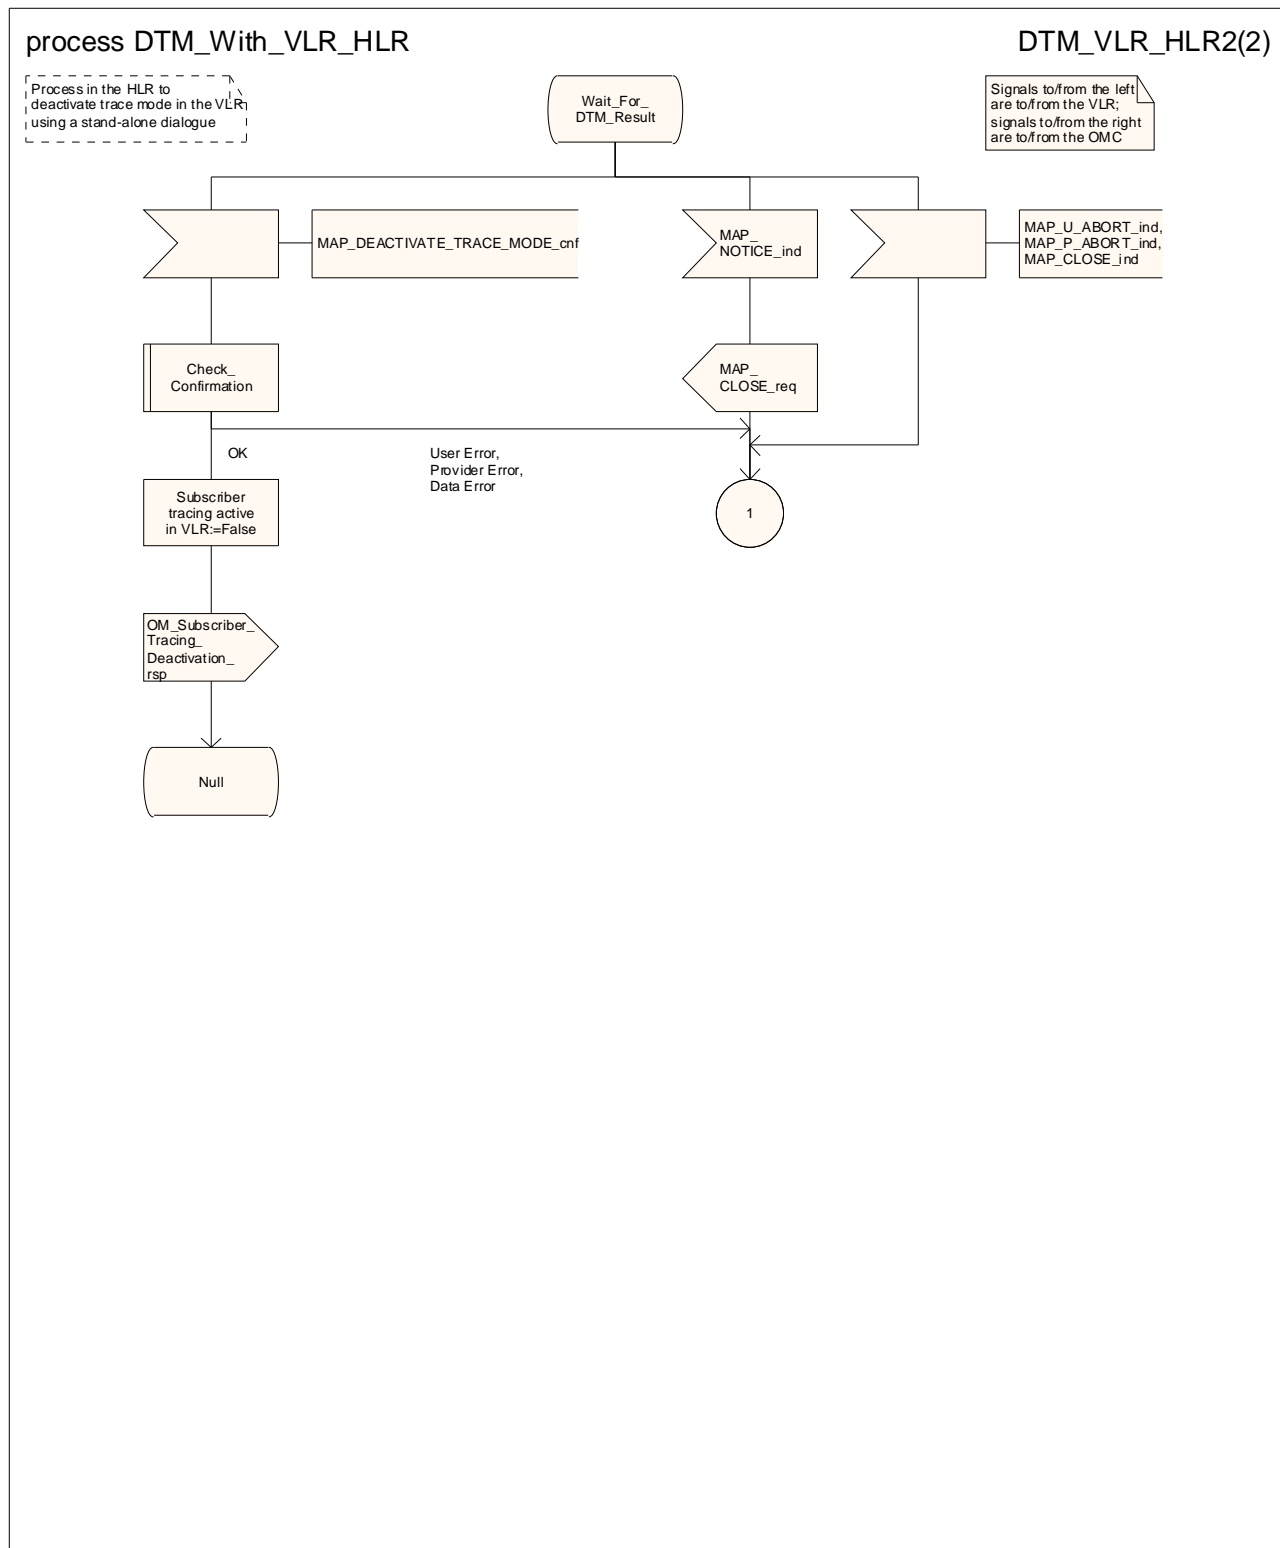 process DTM_With_VLR_HLR
DTM_VLR_HLR2(2)
Process in the HLR to
deactivate trace mode in the VLR
using a stand-alone dialogue
Wait_For_
DTM_Result
Signals to/from the left
are to/from the VLR;
signals to/from the right
are to/from the OMC
MAP_DEACTIVATE_TRACE_MODE_cnf
MAP_
NOTICE_ind
MAP_U_ABORT_ind,
MAP_P_ABORT_ind,
MAP_CLOSE_ind
Check_
Confirmation
MAP_
CLOSE_req
OK
User Error,
Provider Error,
Data Error
Subscriber
tracing active
in VLR:=False
1
OM_Subscriber_
Tracing_
Deactivation_
rsp
Null